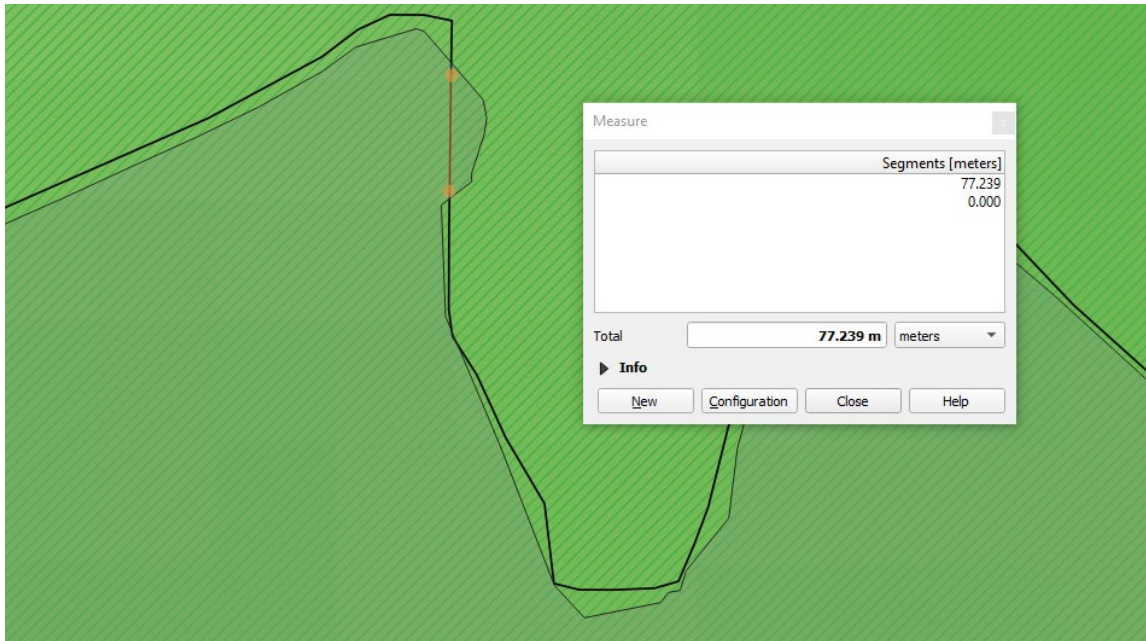 Measure
x
Segments [meters]
77.239
0.000
Total 77.239 m meters
Info
New Configuration Close Help